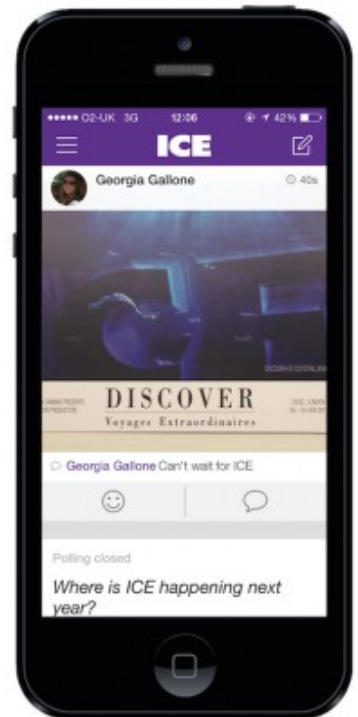 O2-UK 3G 12:06 42%
ICE
Georgia Gallone 40s
DISCOVER
Voyages Extraordinaires
Georgia Gallone Can't wait for ICE
Polling closed
Where is ICE happening next
year?